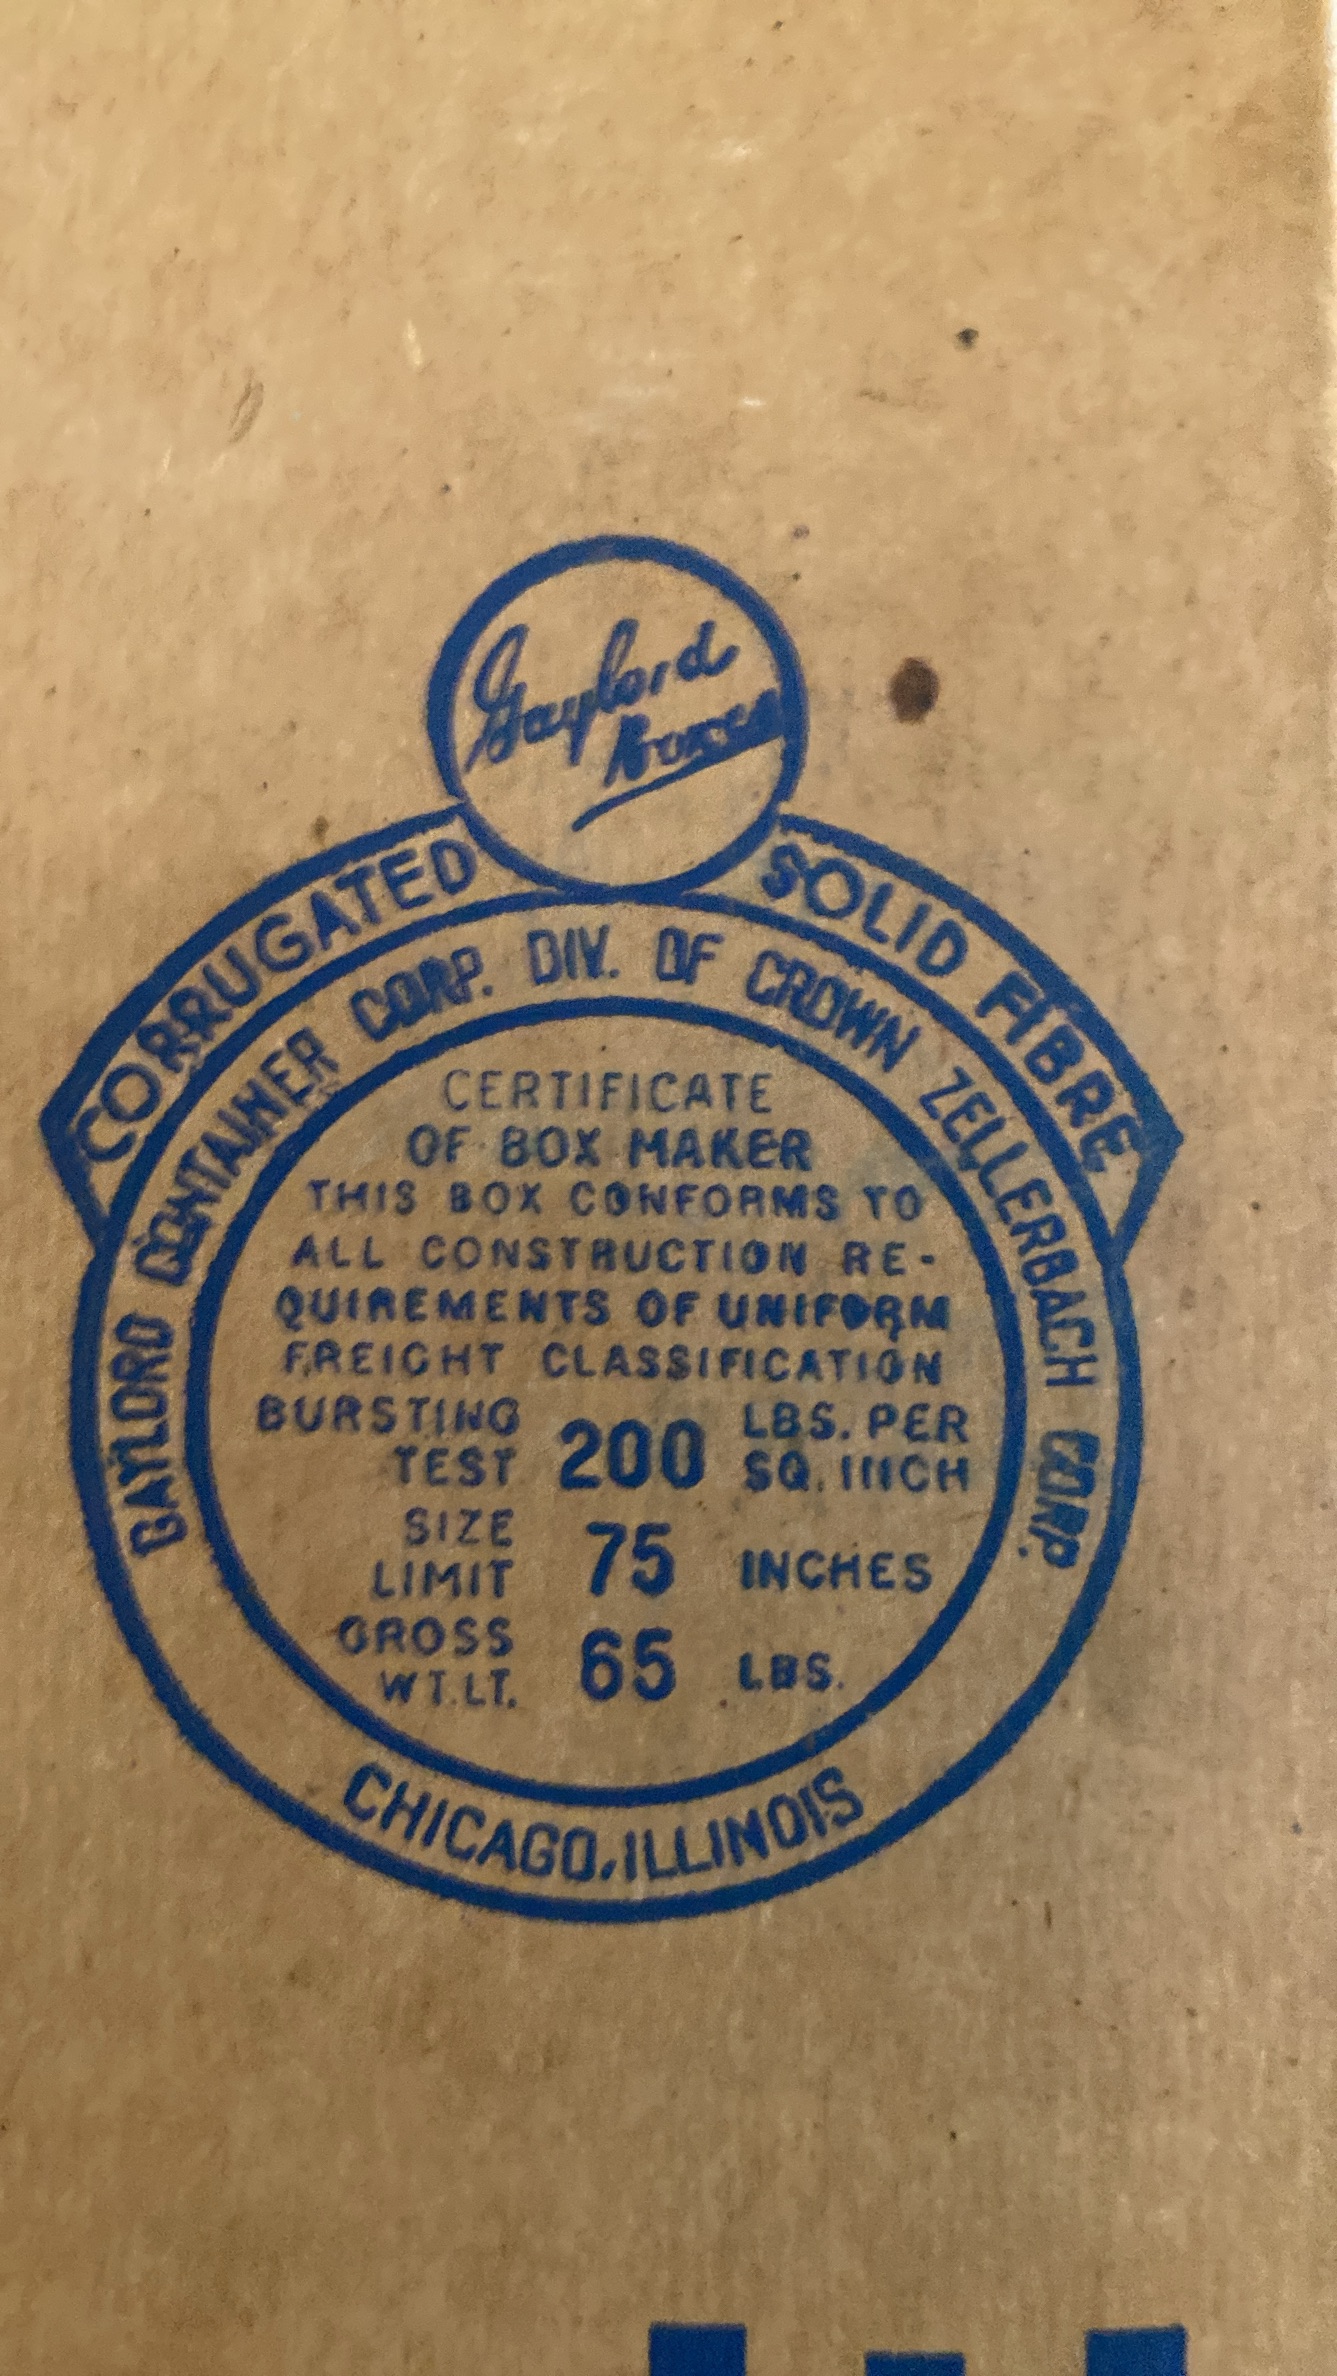 Gaylord
Boxes
CORRUGATED SOLID FIBRE
GAYLORD CONTAINER CORP. DIV. OF CROWN ZELLERBACH CORP.
CERTIFICATE
OF BOX MAKER
THIS BOX CONFORMS TO
ALL CONSTRUCTION RE-
QUIREMENTS OF UNIFORM
FREIGHT CLASSIFICATION
BURSTING TEST 200 LBS. PER SQ. INCH
SIZE LIMIT 75 INCHES
GROSS WT. LT. 65 LBS.
CHICAGO, ILLINOIS